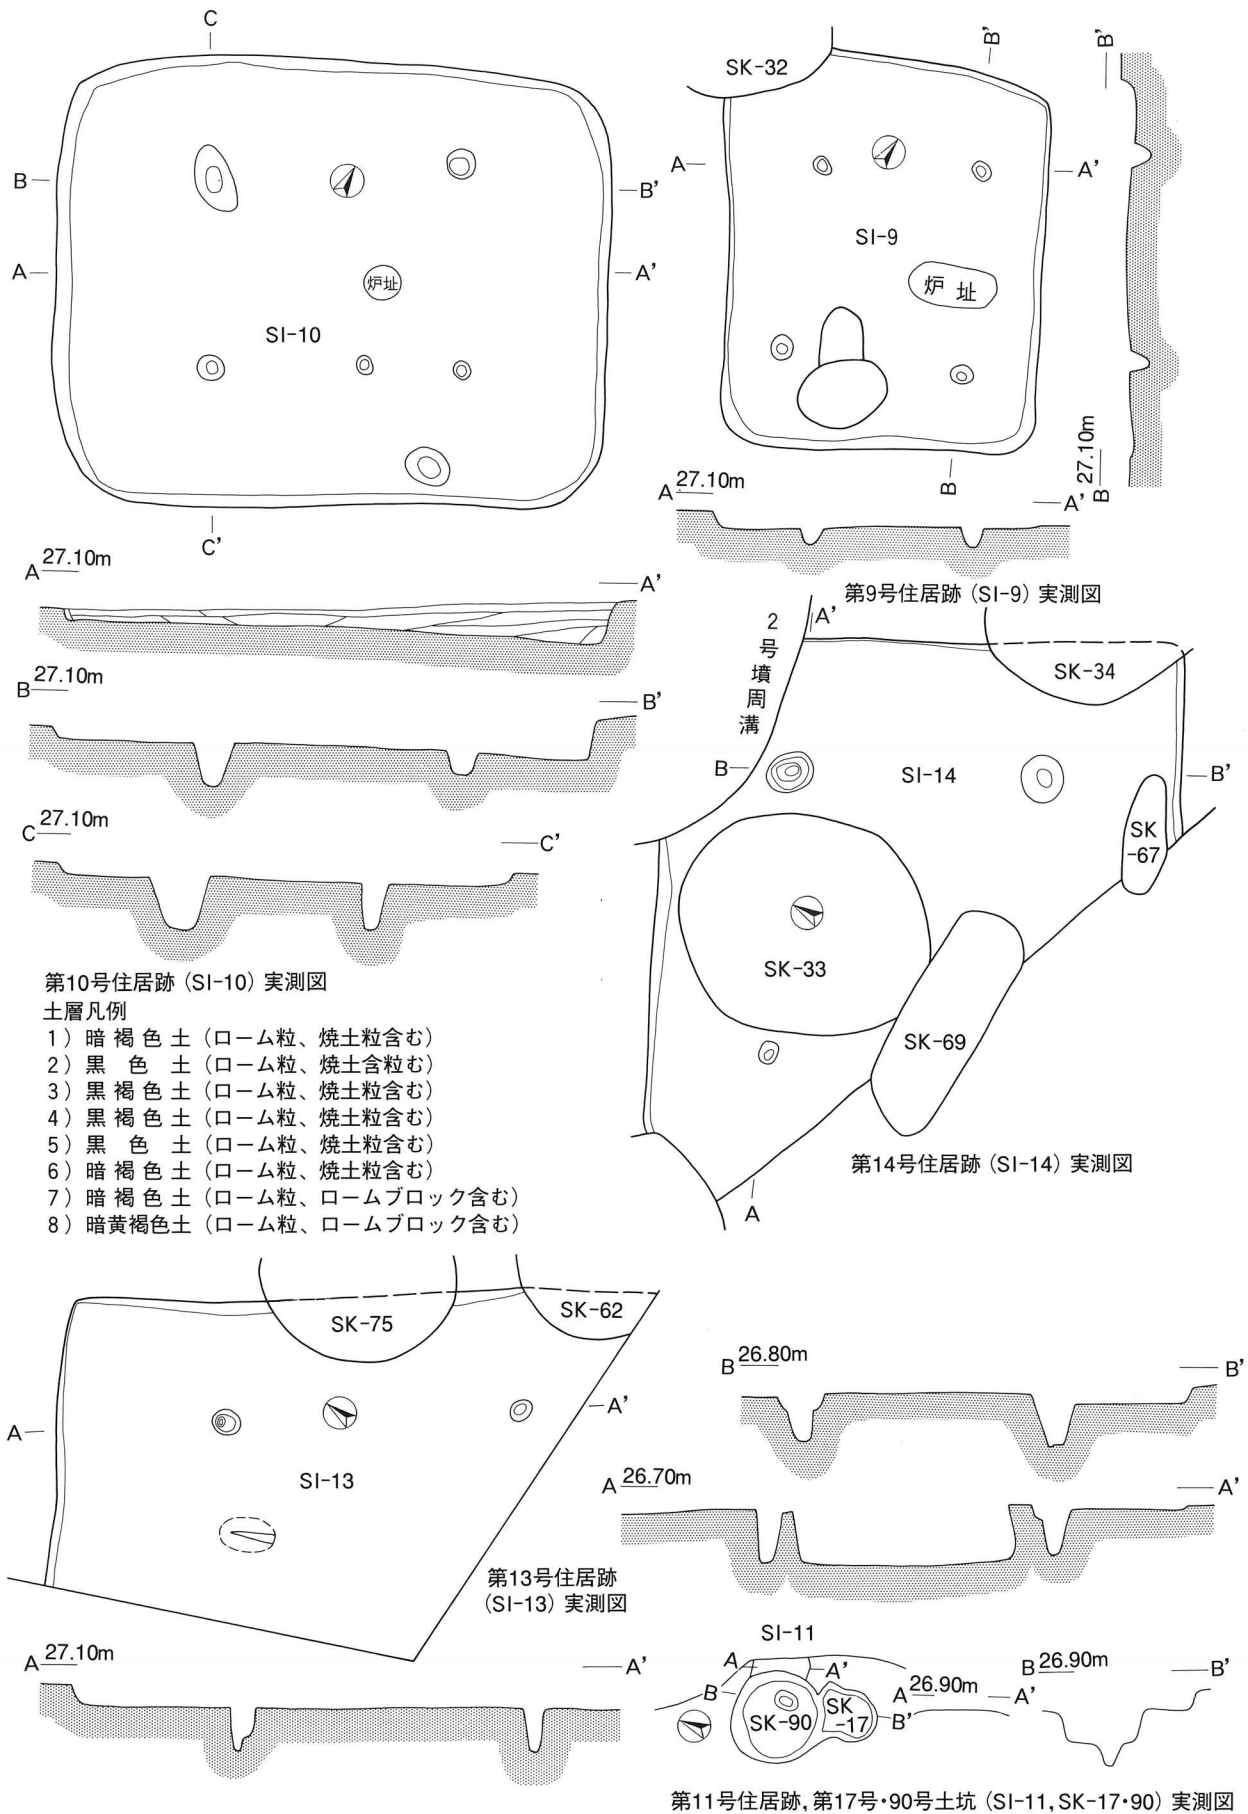 C
B
B'
A
A'
炉址
SI-10
C'
A 27.10m
A'
B 27.10m
B'
C 27.10m
C'
第10号住居跡(SI-10)実測図
土層凡例
1)暗褐色土(ローム粒、焼土粒含む)
2)黒 色 土(ローム粒、焼土含粒む)
3)黒褐色土(ローム粒、焼土粒含む)
4)黒褐色土(ローム粒、焼土粒含む)
5)黒 色 土(ローム粒、焼土粒含む)
6)暗褐色土(ローム粒、焼土粒含む)
7)暗褐色土(ローム粒、ロームブロック含む)
8)暗黄褐色土(ローム粒、ロームブロック含む)
SK-32
B'
B'
A
A'
SI-9
炉 址
B
B 27.10m
A 27.10m
A'
第9号住居跡(SI-9)実測図
2号墳周溝
A'
SK-34
B
SI-14
B'
SK
-67
SK-33
SK-69
A
第14号住居跡(SI-14)実測図
SK-75
SK-62
A
A'
SI-13
第13号住居跡
(SI-13)実測図
A 27.10m
A'
B 26.80m
B'
A 26.70m
A'
SI-11
A
A'
B
SK-90
SK
-17
B'
A 26.90m
A'
B 26.90m
B'
第11号住居跡,第17号・90号土坑(SI-11,SK-17・90)実測図